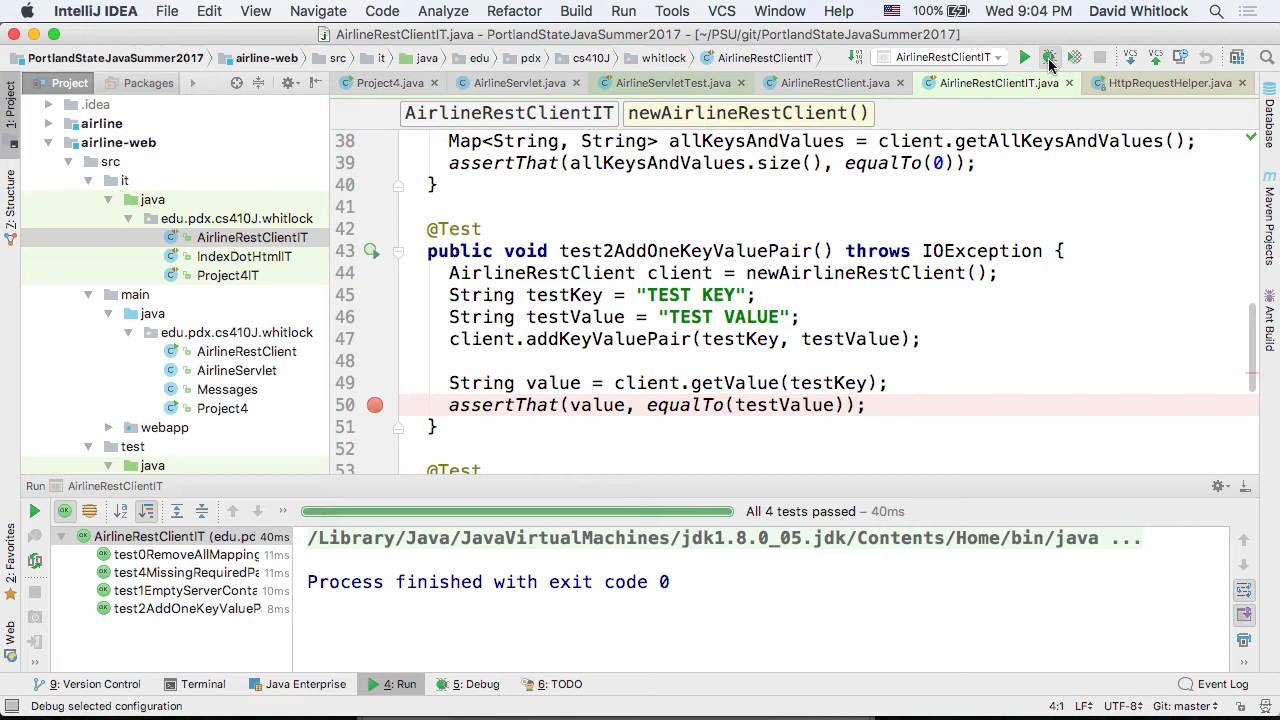 IntelliJ IDEA File Edit View Navigate Code Analyze Refactor Build Run Tools VCS Window Help 100% Wed 9:04 PM David Whitlock
AirlineRestClientIT.java - PortlandStateJavaSummer2017 - [~/PSU/git/PortlandStateJavaSummer2017]
PortlandStateJavaSummer2017 airline-web src it java edu pdx cs410J whitlock AirlineRestClientIT AirlineRestClientIT
1: Project
Z: Structure
2: Favorites
Web
Project Packages
Project4.java AirlineServlet.java AirlineServletTest.java AirlineRestClient.java AirlineRestClientIT.java HttpRequestHelper.java
.idea
airline
airline-web
src
it
java
edu.pdx.cs410J.whitlock
AirlineRestClientIT
IndexDotHtmlIT
Project4IT
main
java
edu.pdx.cs410J.whitlock
AirlineRestClient
AirlineServlet
Messages
Project4
webapp
test
java
AirlineRestClientIT newAirlineRestClient()
38 Map<String, String> allKeysAndValues = client.getAllKeysAndValues();
39 assertThat(allKeysAndValues.size(), equalTo(0));
40 }
41
42 @Test
43 public void test2AddOneKeyValuePair() throws IOException {
44 AirlineRestClient client = newAirlineRestClient();
45 String testKey = "TEST KEY";
46 String testValue = "TEST VALUE";
47 client.addKeyValuePair(testKey, testValue);
48
49 String value = client.getValue(testKey);
50 assertThat(value, equalTo(testValue));
51 }
52
53 @Test
Database
Maven Projects
Ant Build
Run AirlineRestClientIT
All 4 tests passed – 40ms
AirlineRestClientIT (edu.pc 40ms
test0RemoveAllMapping 11ms
test4MissingRequiredPa 11ms
test1EmptyServerConta 10ms
test2AddOneKeyValueP 8ms
/Library/Java/JavaVirtualMachines/jdk1.8.0_05.jdk/Contents/Home/bin/java ...
Process finished with exit code 0
9: Version Control Terminal Java Enterprise 4: Run 5: Debug 6: TODO Event Log
Debug selected configuration 4:1 LF UTF-8 Git: master